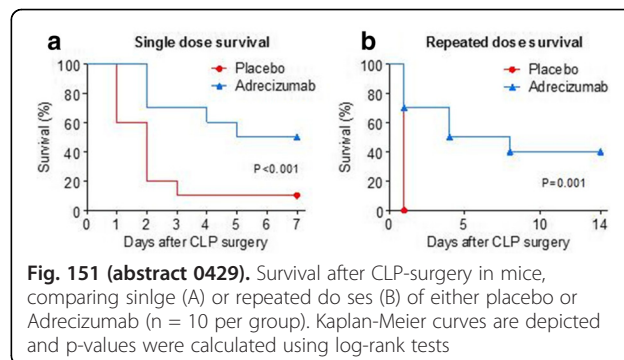 a
Single dose survival
Placebo
Adrecizumab
Survival (%)
100
80
60
40
20
0
P<0.001
0 1 2 3 4 5 6 7
Days after CLP surgery
b
Repeated dose survival
Placebo
Adrecizumab
Survival (%)
100
80
60
40
20
0
P=0.001
0 5 10 14
Days after CLP surgery
Fig. 151 (abstract 0429). Survival after CLP-surgery in mice,
comparing sinlge (A) or repeated do ses (B) of either placebo or
Adrecizumab (n = 10 per group). Kaplan-Meier curves are depicted
and p-values were calculated using log-rank tests